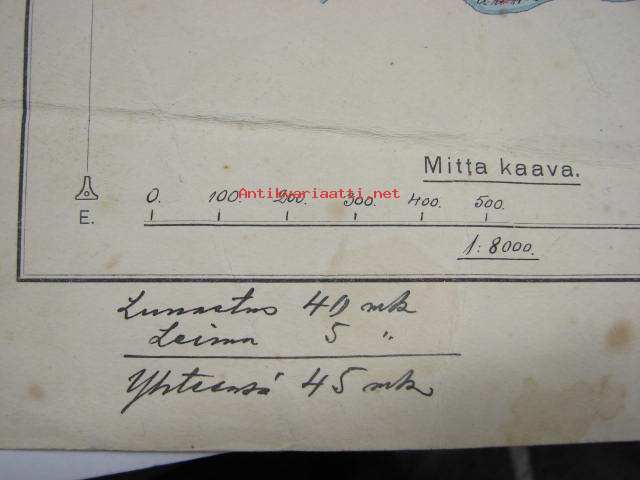 Mitta kaava.
Antikvariaatti.net
0. 100. 200. 300. 400. 500.
E.
1:8000.
Lunastus 40 mk
Leima 5 "
Yhteensä 45 mk